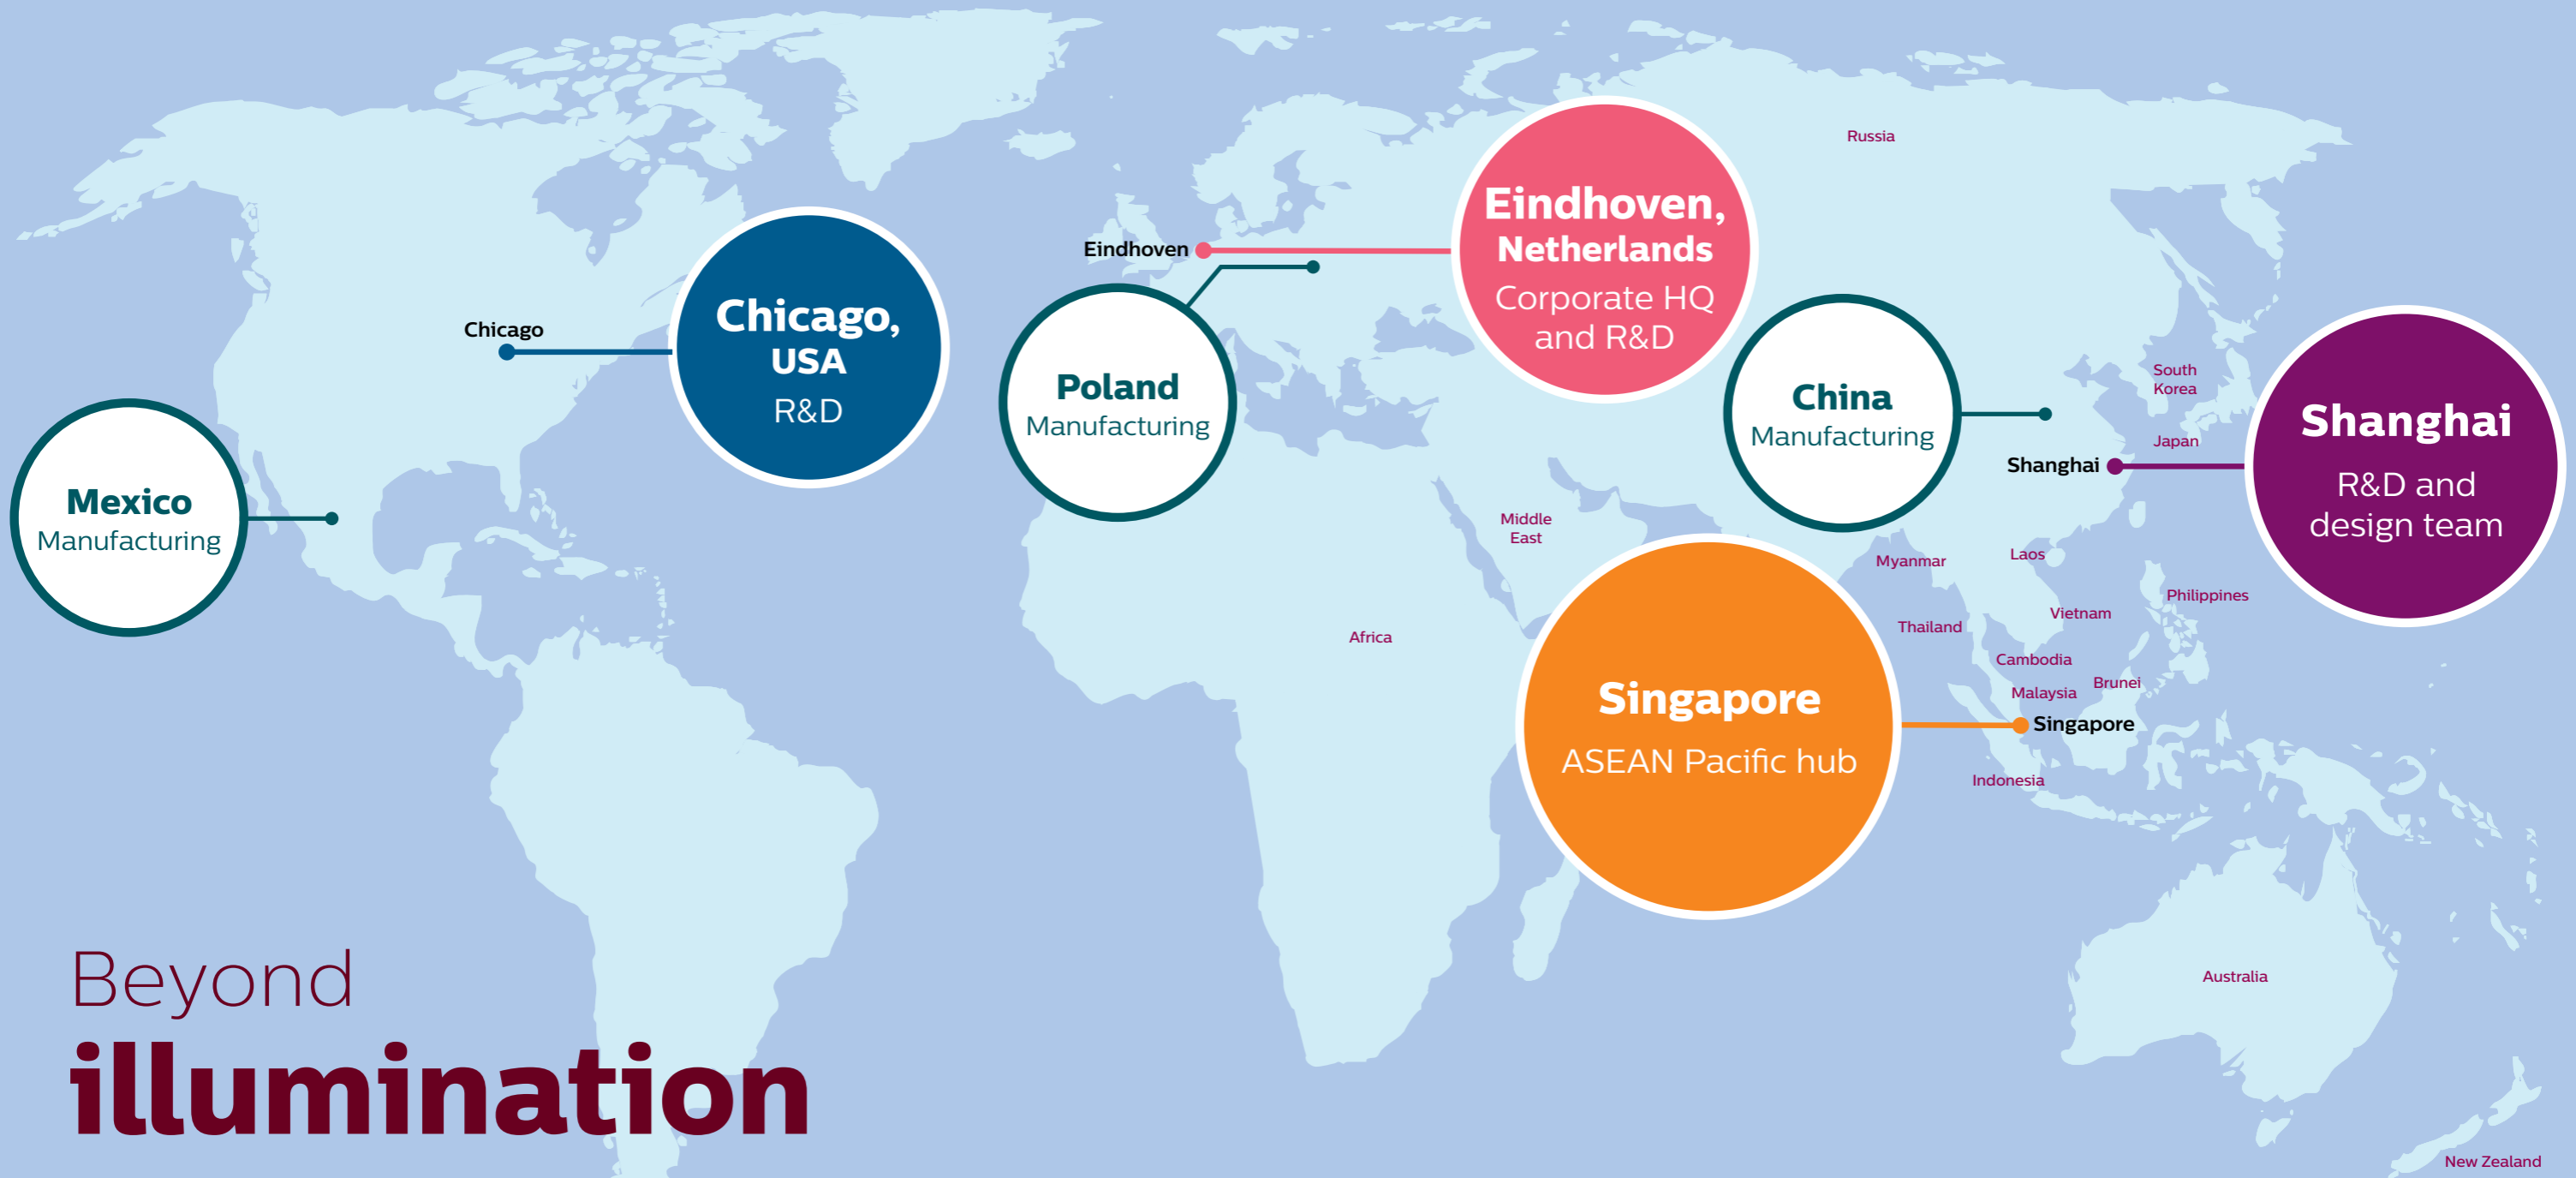 Russia
Eindhoven,
Netherlands
Corporate HQ
and R&D
Eindhoven
Chicago,
USA
R&D
Chicago
Poland
Manufacturing
China
Manufacturing
South
Korea
Japan
Shanghai
Shanghai
R&D and
design team
Mexico
Manufacturing
Middle
East
Myanmar
Laos
Philippines
Vietnam
Thailand
Africa
Cambodia
Brunei
Malaysia
Singapore
ASEAN Pacific hub
Singapore
Indonesia
Australia
Beyond
illumination
New Zealand